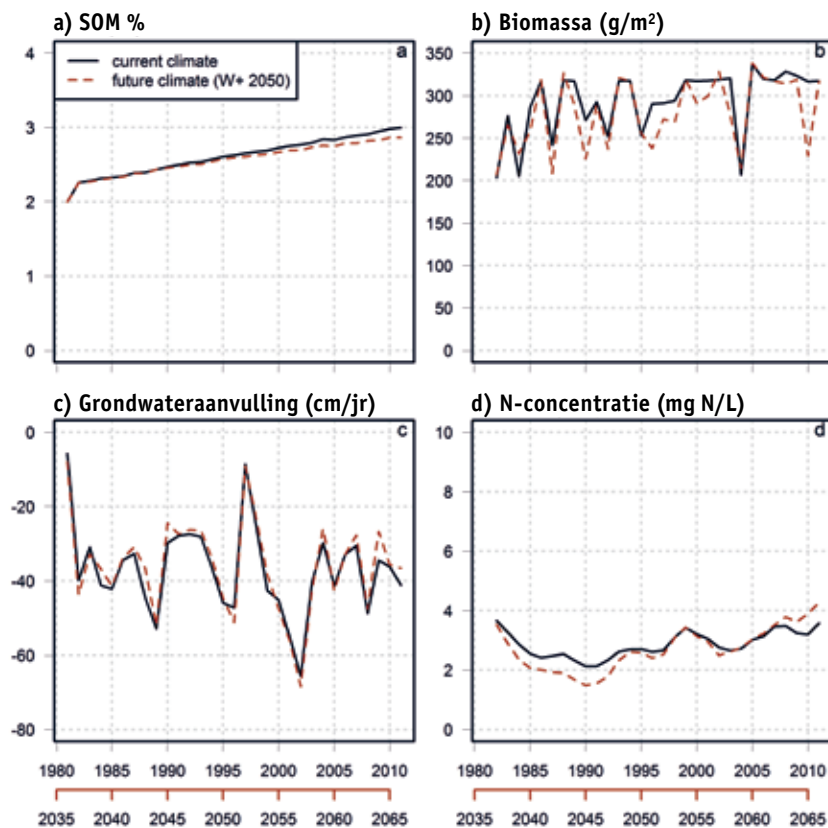 a) SOM %
4
3
2
1
0
current climate
future climate (W+ 2050)
a
b) Biomassa (g/m²)
350
300
250
200
150
100
50
0
b
c) Grondwateraanvulling (cm/jr)
0
-20
-40
-60
-80
c
1980 1985 1990 1995 2000 2005 2010
2035 2040 2045 2050 2055 2060 2065
d) N-concentratie (mg N/L)
10
8
6
4
2
0
d
1980 1985 1990 1995 2000 2005 2010
2035 2040 2045 2050 2055 2060 2065